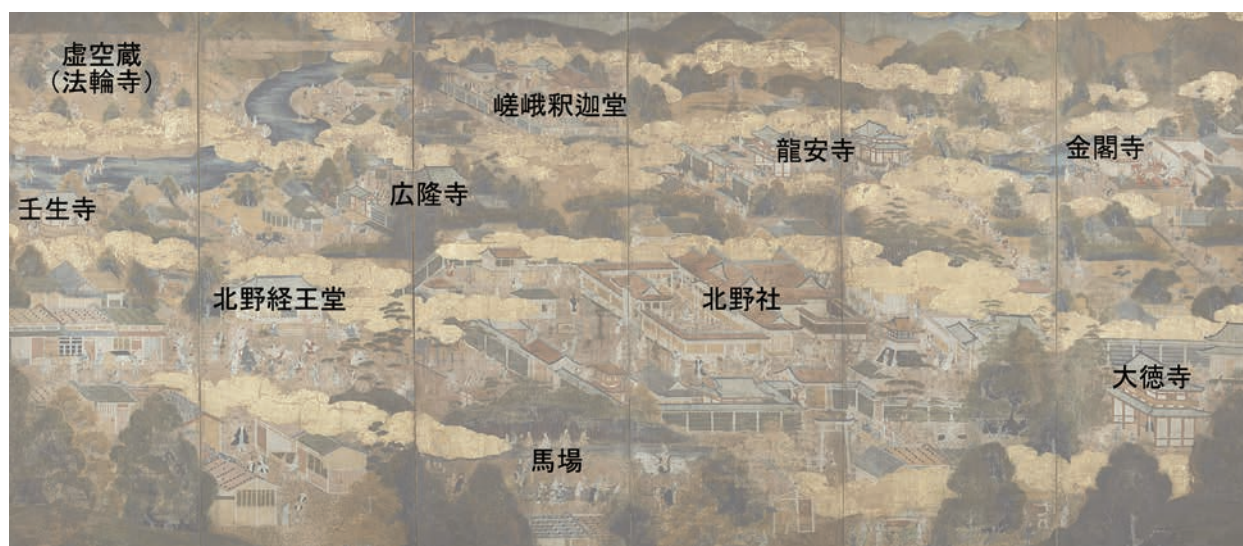 虚空蔵
（法輪寺）
嵯峨釈迦堂
龍安寺
金閣寺
壬生寺
広隆寺
北野経王堂
北野社
大徳寺
馬場